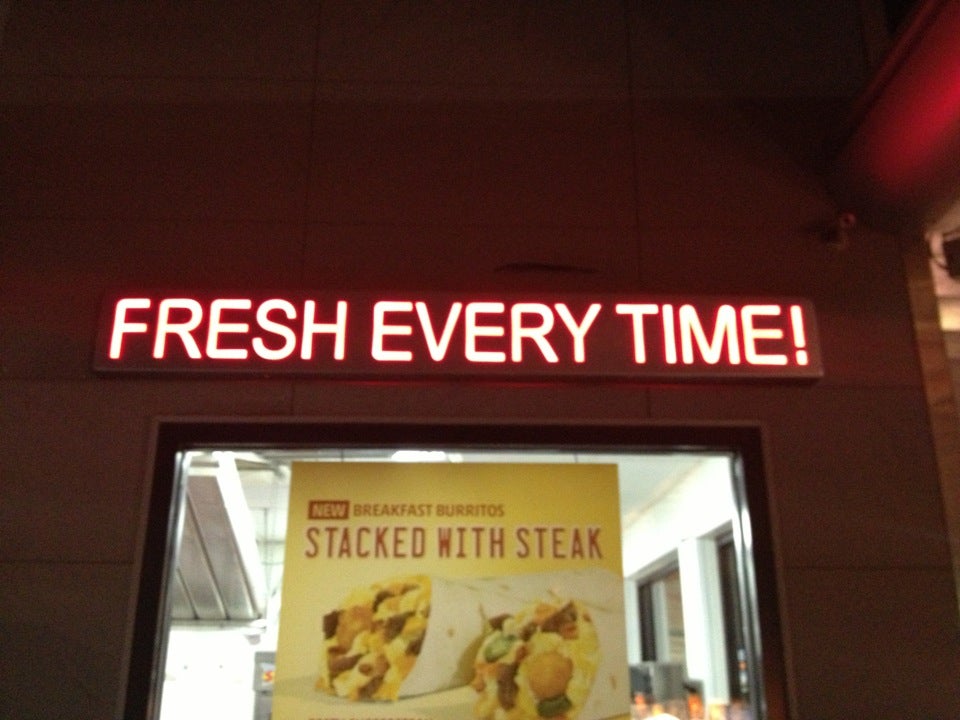 FRESH EVERY TIME!
NEW BREAKFAST BURRITOS
STACKED WITH STEAK